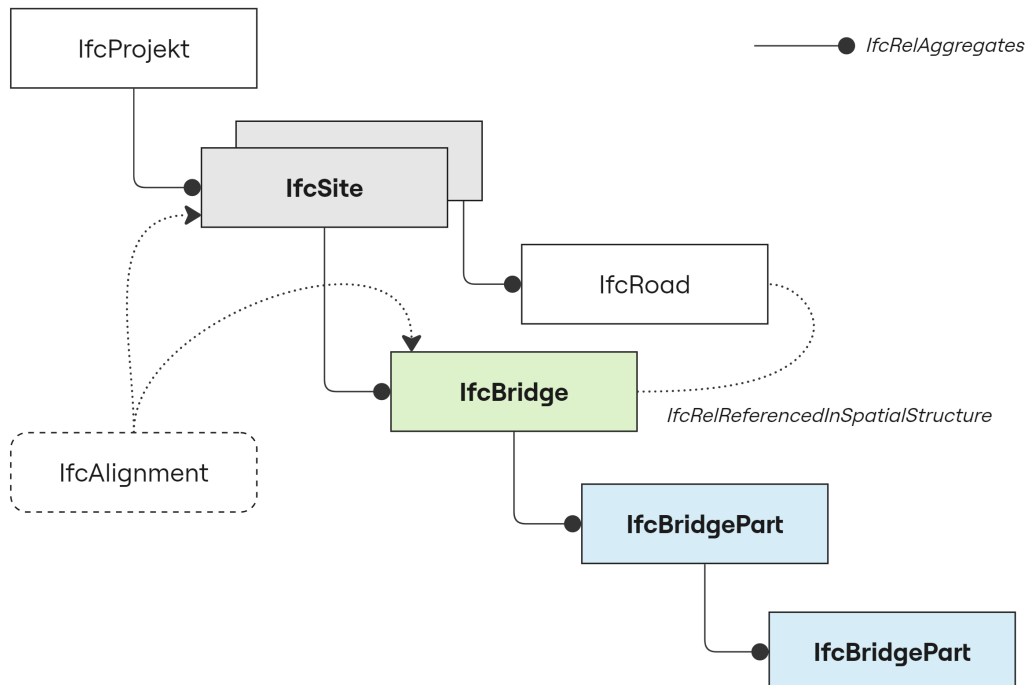 IfcProjekt
IfcRelAggregates
IfcSite
IfcRoad
IfcBridge
IfcRelReferencedInSpatialStructure
IfcAlignment
IfcBridgePart
IfcBridgePart